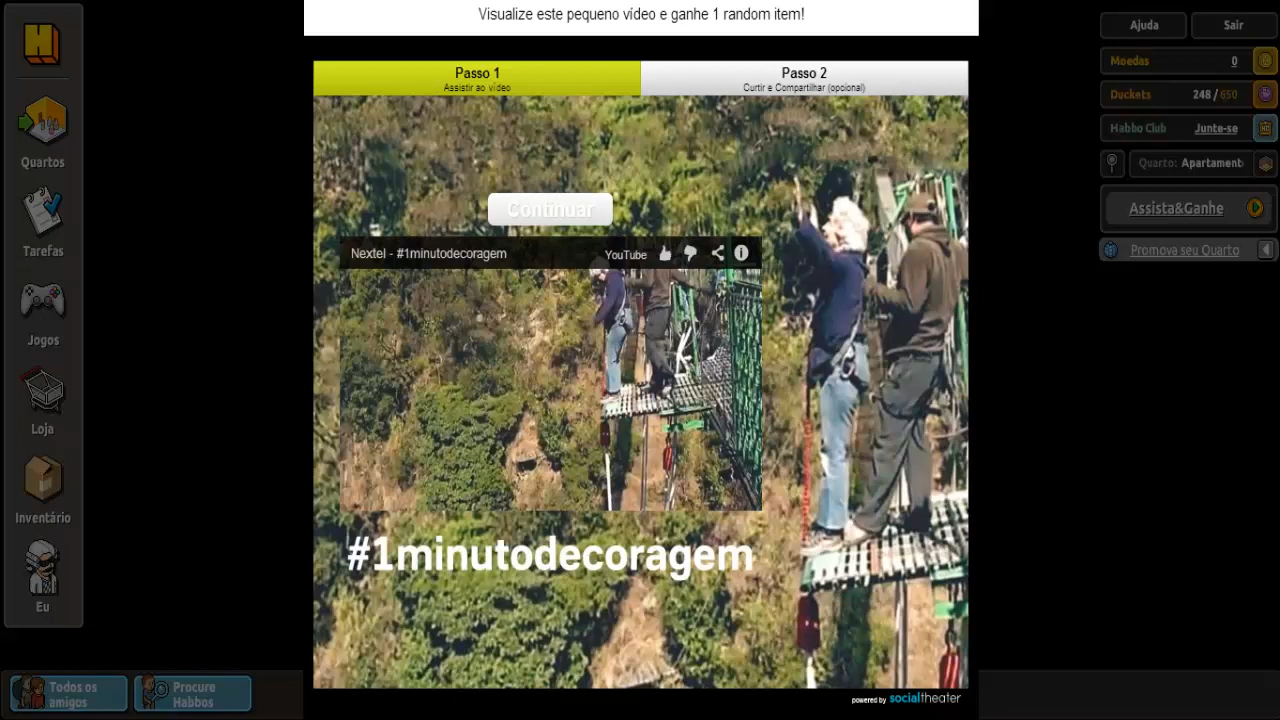 Visualize este pequeno vídeo e ganhe 1 random item!
Passo 1
Assistir ao vídeo
Passo 2
Curtir e Compartilhar (opcional)
Continuar
Nextel - #1minutodecoragem
YouTube
#1minutodecoragem
powered by socialtheater
H
Quartos
Tarefas
Jogos
Loja
Inventário
Eu
Todos os
amigos
Procure
Habbos
Ajuda
Sair
Moedas 0
Duckets 248 / 650
Habbo Club Junte-se
Quarto: Apartament
Assista&Ganhe
Promova seu Quarto